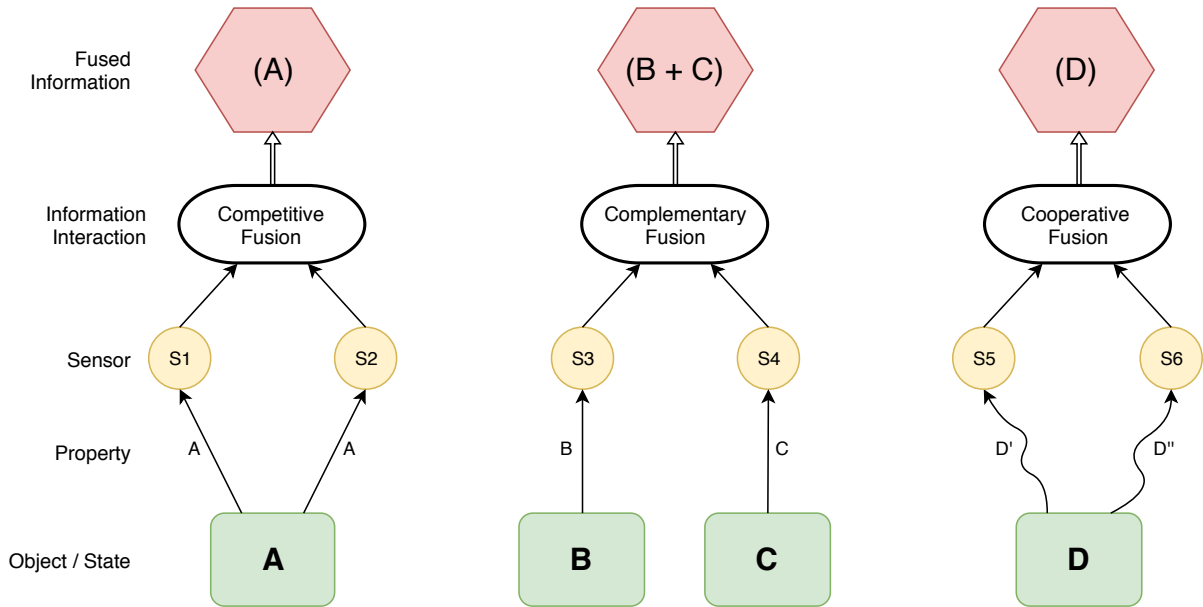 Fused
Information
(A)
(B + C)
(D)
Information
Interaction
Competitive
Fusion
Complementary
Fusion
Cooperative
Fusion
Sensor
S1
S2
S3
S4
S5
S6
Property
A
A
B
C
D'
D"
Object / State
A
B
C
D